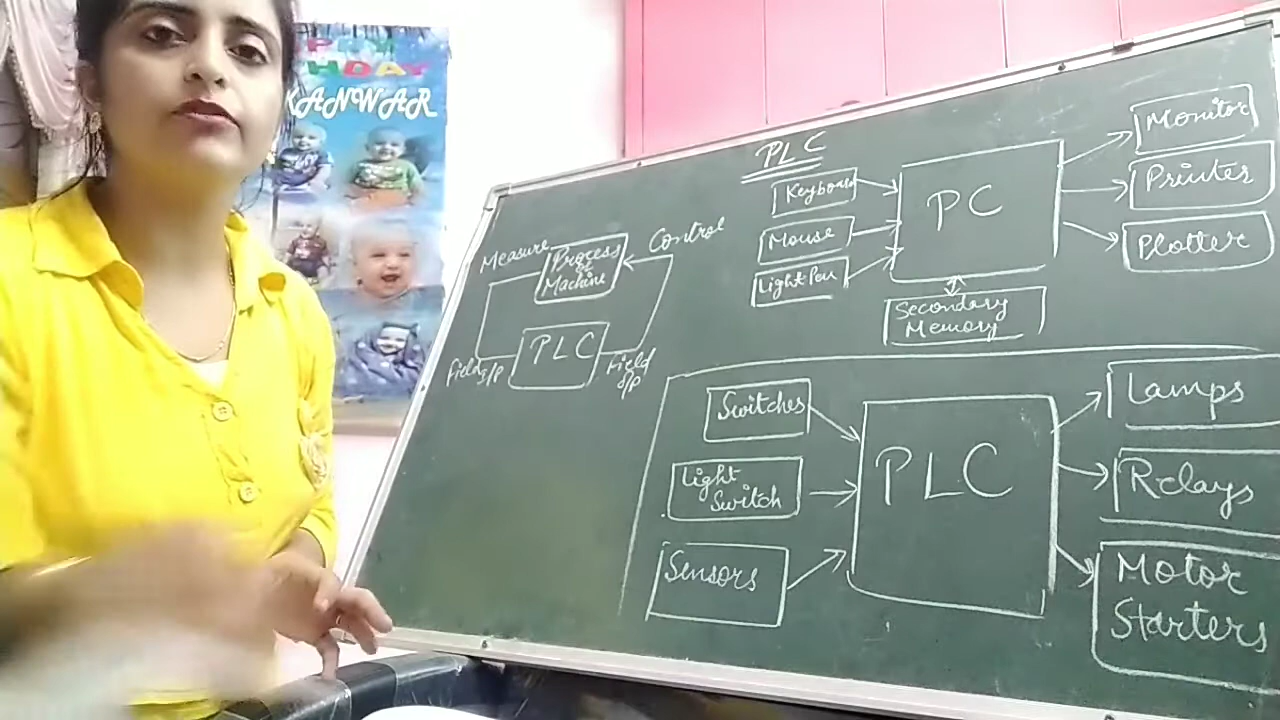 HDAY
KANWAR
PLC
Measure
Process
or
Machine
Control
PLC
Field
I/P
Field
O/P
Keyboard
Mouse
Light Pen
PC
Secondary
Memory
Monitor
Printer
Plotter
Switches
Light
Switch
Sensors
PLC
Lamps
Relays
Motor
Starters